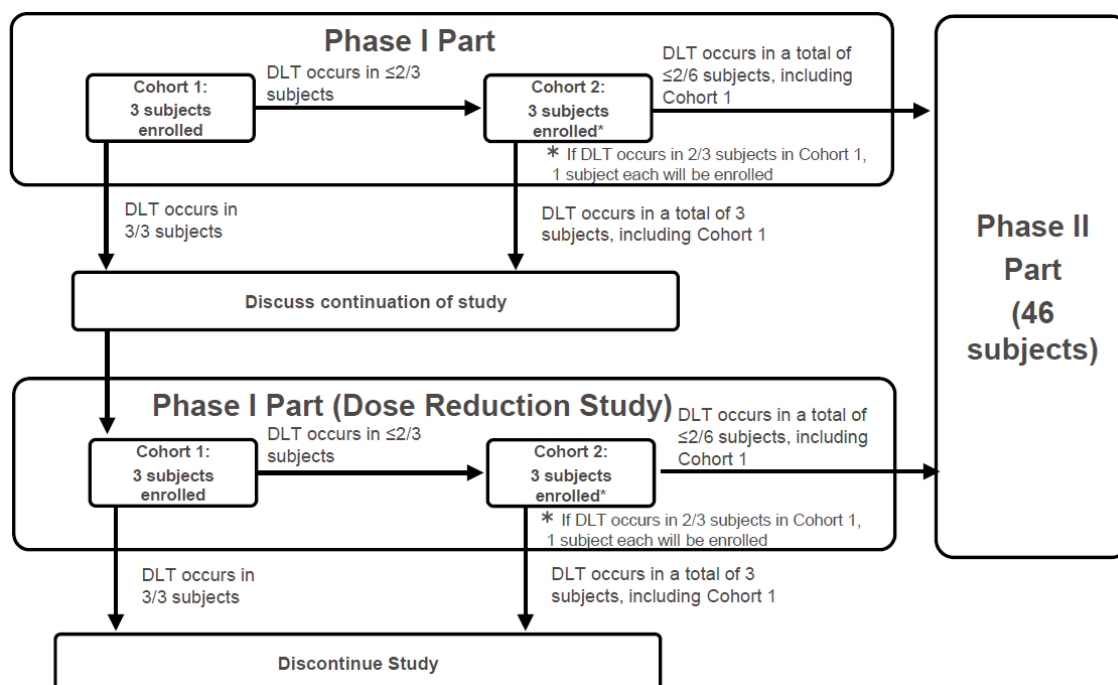 Phase I Part
Cohort 1:
3 subjects
enrolled
DLT occurs in ≤2/3
subjects
Cohort 2:
3 subjects
enrolled*
DLT occurs in a total of
≤2/6 subjects, including
Cohort 1
* If DLT occurs in 2/3 subjects in Cohort 1,
1 subject each will be enrolled
DLT occurs in
3/3 subjects
DLT occurs in a total of 3
subjects, including Cohort 1
Discuss continuation of study
Phase I Part (Dose Reduction Study)
Cohort 1:
3 subjects
enrolled
DLT occurs in ≤2/3
subjects
Cohort 2:
3 subjects
enrolled*
DLT occurs in a total of
≤2/6 subjects, including
Cohort 1
* If DLT occurs in 2/3 subjects in Cohort 1,
1 subject each will be enrolled
DLT occurs in
3/3 subjects
DLT occurs in a total of 3
subjects, including Cohort 1
Discontinue Study
Phase II
Part
(46
subjects)